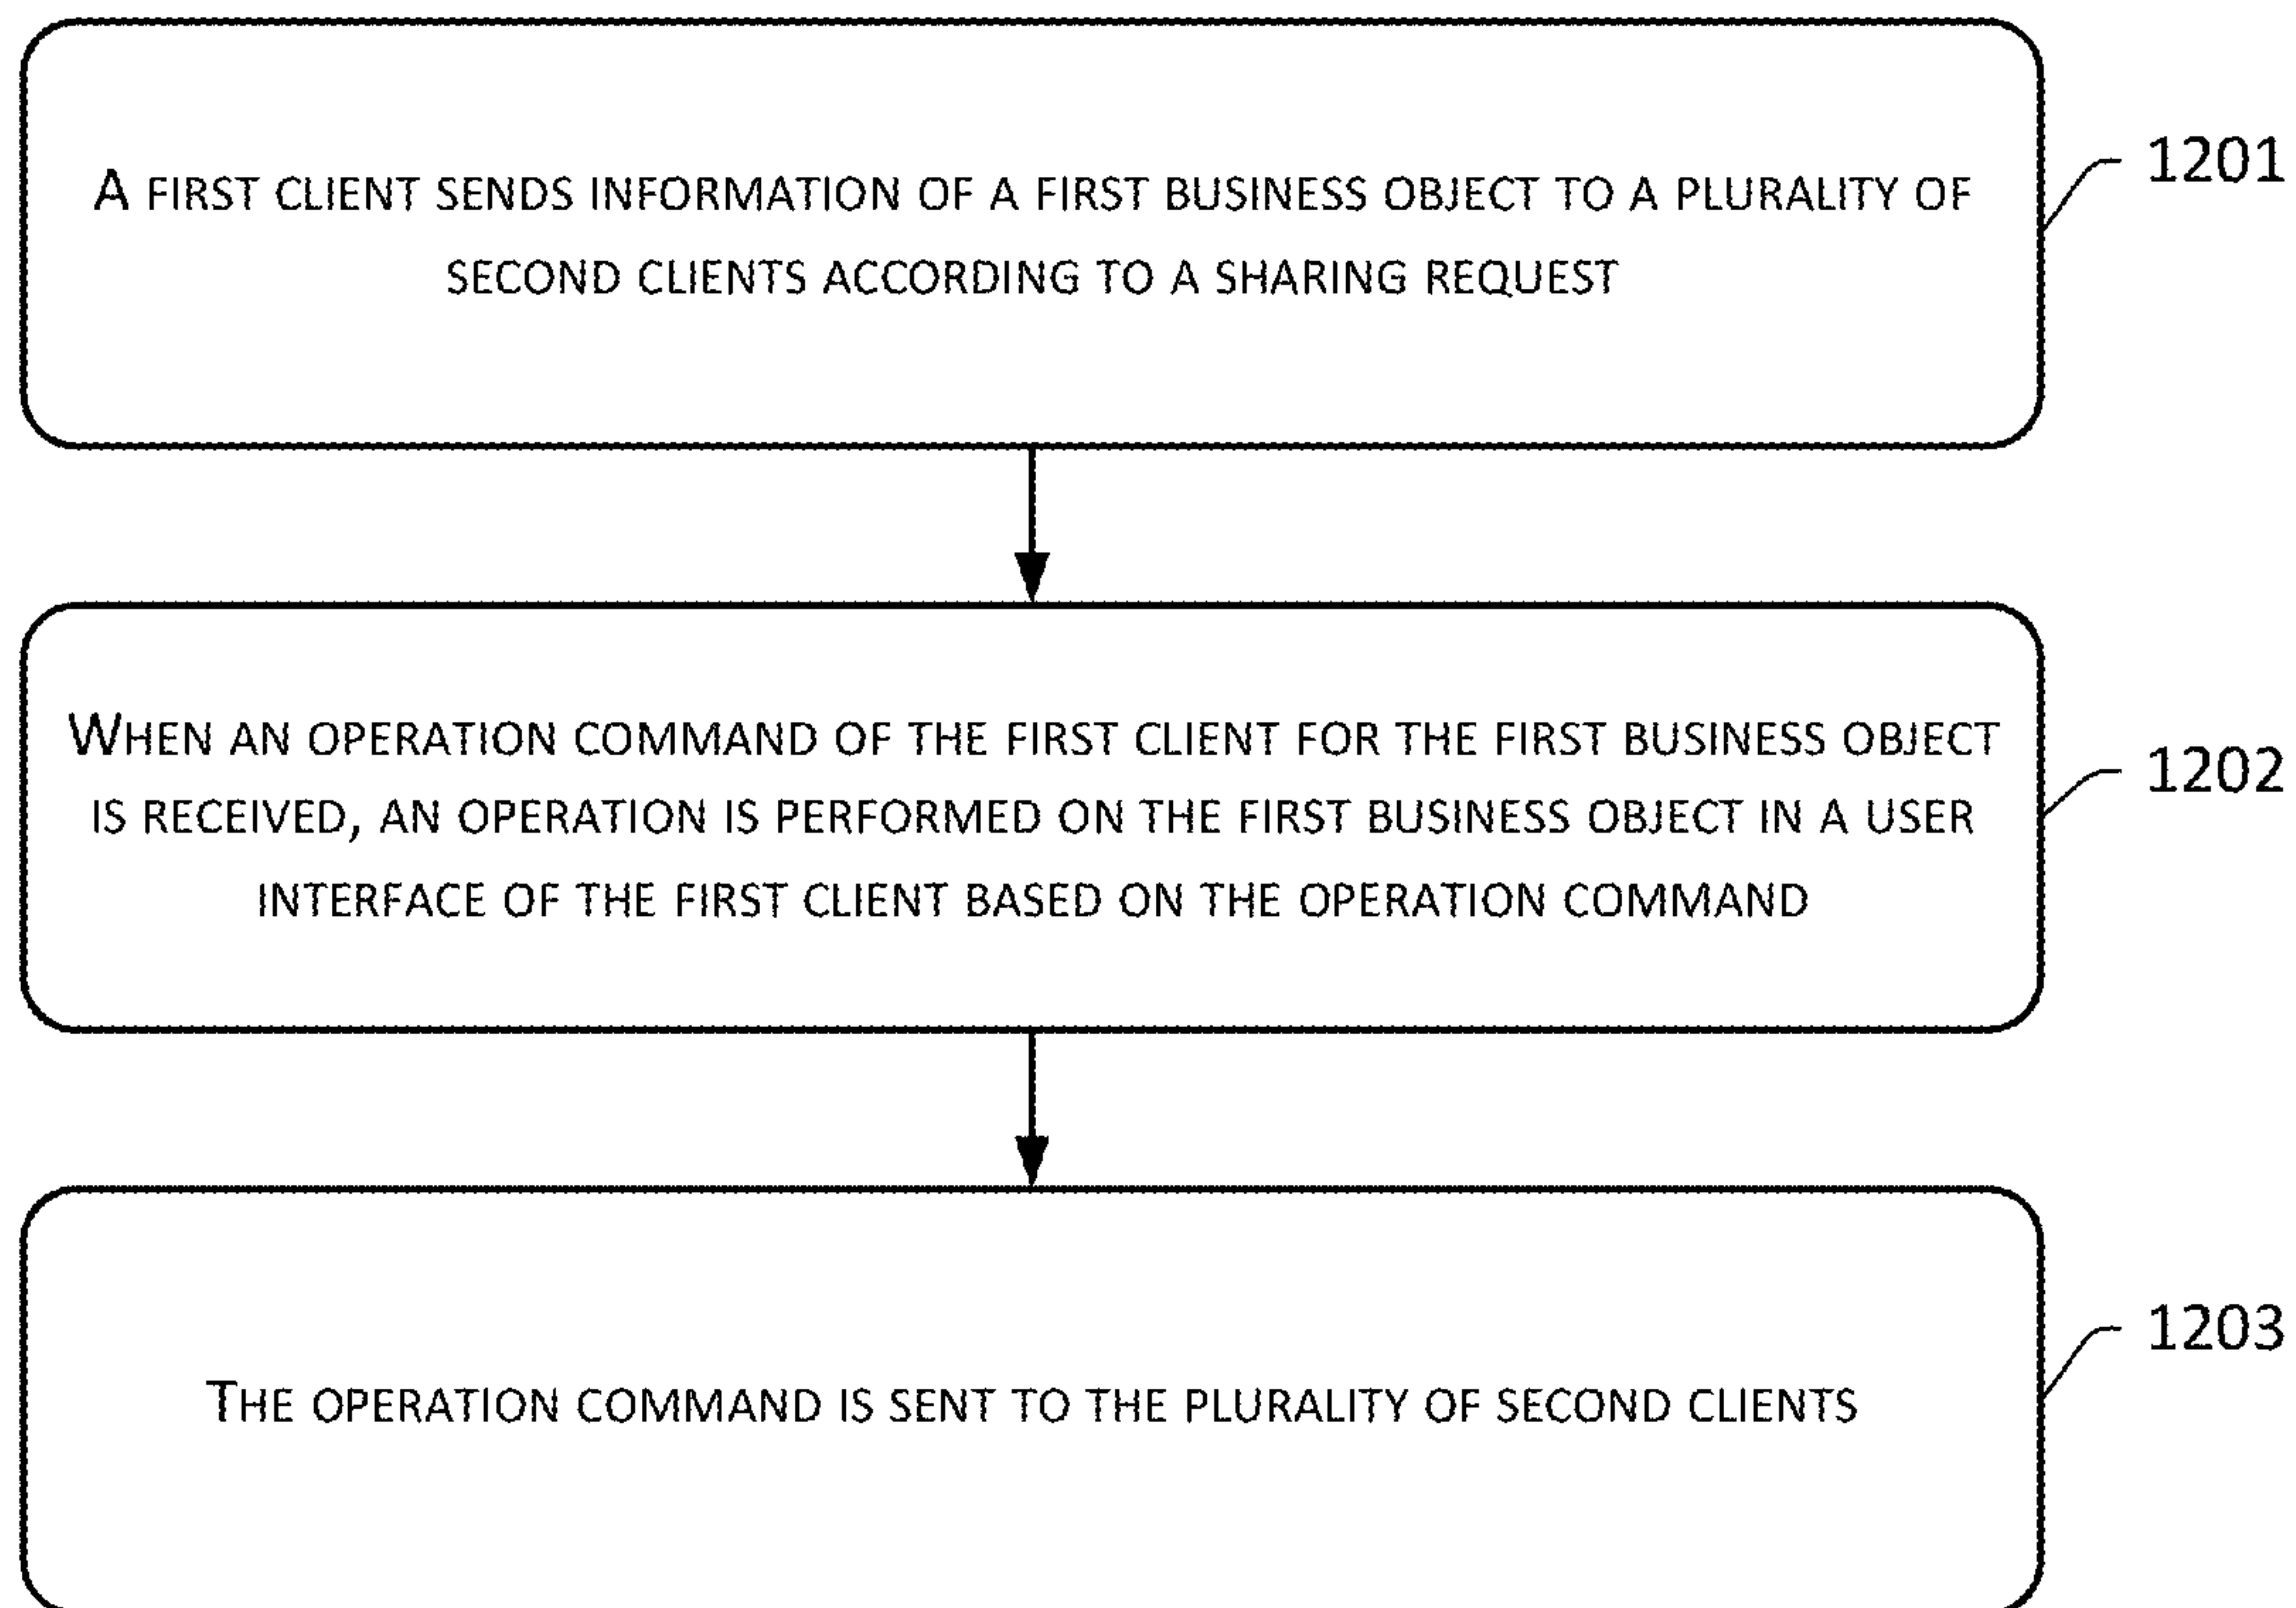 A FIRST CLIENT SENDS INFORMATION OF A FIRST BUSINESS OBJECT TO A PLURALITY OF
SECOND CLIENTS ACCORDING TO A SHARING REQUEST
1201
WHEN AN OPERATION COMMAND OF THE FIRST CLIENT FOR THE FIRST BUSINESS OBJECT
IS RECEIVED, AN OPERATION IS PERFORMED ON THE FIRST BUSINESS OBJECT IN A USER
INTERFACE OF THE FIRST CLIENT BASED ON THE OPERATION COMMAND
1202
THE OPERATION COMMAND IS SENT TO THE PLURALITY OF SECOND CLIENTS
1203